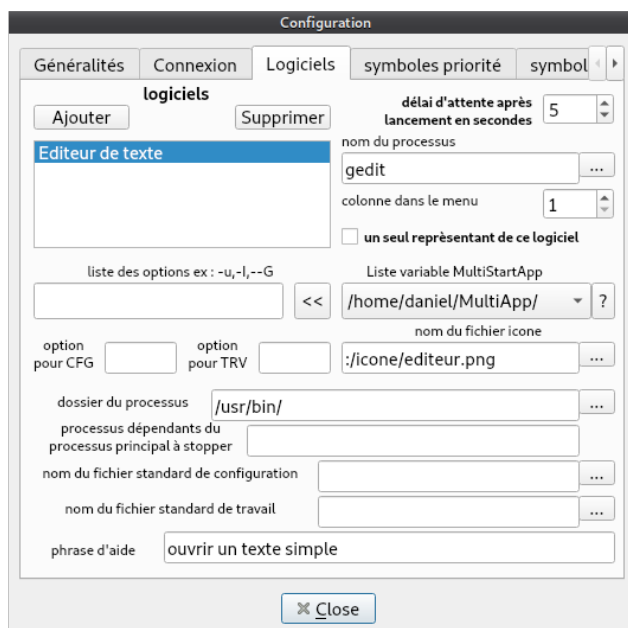 Configuration
Généralités
Connexion
Logiciels
symboles priorité
symbol
logiciels
Ajouter
Supprimer
délai d'attente après
lancement en secondes
5
Editeur de texte
nom du processus
gedit
...
colonne dans le menu
1
un seul reprèsentant de ce logiciel
liste des options ex : -u,-I,--G
<<
Liste variable MultiStartApp
/home/daniel/MultiApp/
?
nom du fichier icone
option
pour CFG
option
pour TRV
:/icone/editeur.png
...
dossier du processus
/usr/bin/
...
processus dépendants du
processus principal à stopper
nom du fichier standard de configuration
...
nom du fichier standard de travail
...
phrase d'aide
ouvrir un texte simple
Close